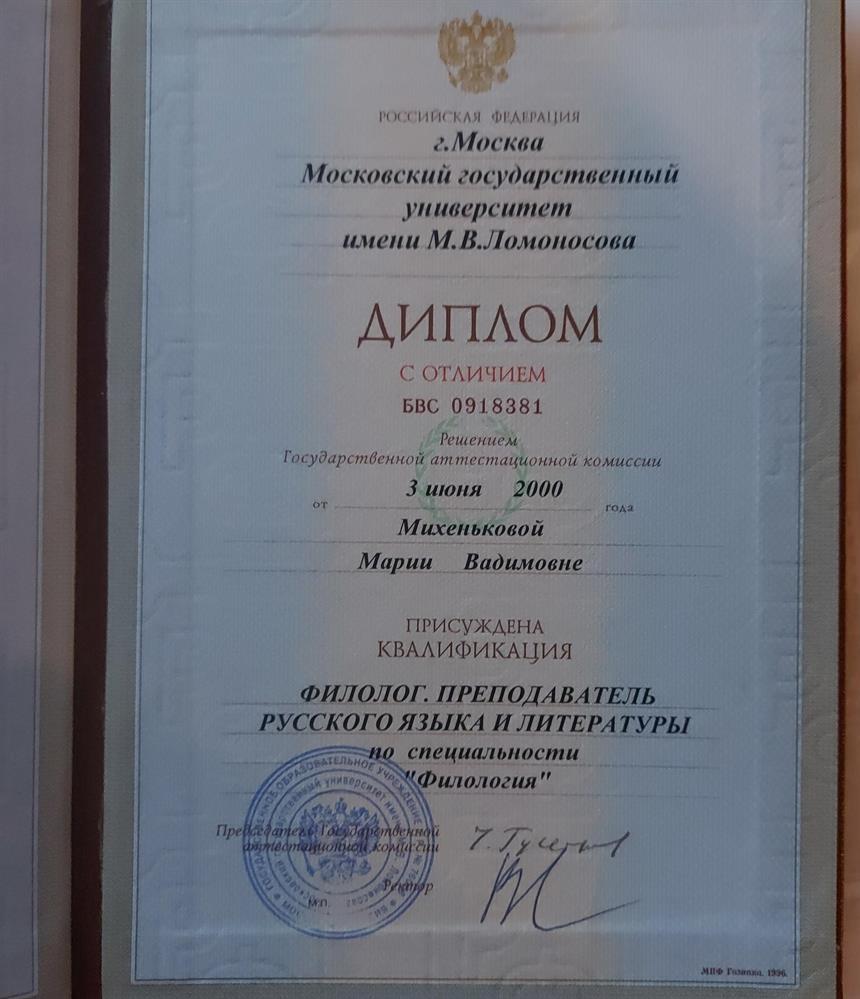 РОССИЙСКАЯ ФЕДЕРАЦИЯ
г.Москва
Московский государственный
университет
имени М.В.Ломоносова
ДИПЛОМ
С ОТЛИЧИЕМ
БВС 0918381
Решением
Государственной аттестационной комиссии
от 3 июня 2000 года
Михеньковой
Марии Вадимовне
ПРИСУЖДЕНА
КВАЛИФИКАЦИЯ
ФИЛОЛОГ. ПРЕПОДАВАТЕЛЬ
РУССКОГО ЯЗЫКА И ЛИТЕРАТУРЫ
по специальности
"Филология"
Председатель Государственной
аттестационной комиссии
Ректор
М.П.
МПФ Гознака. 1996.